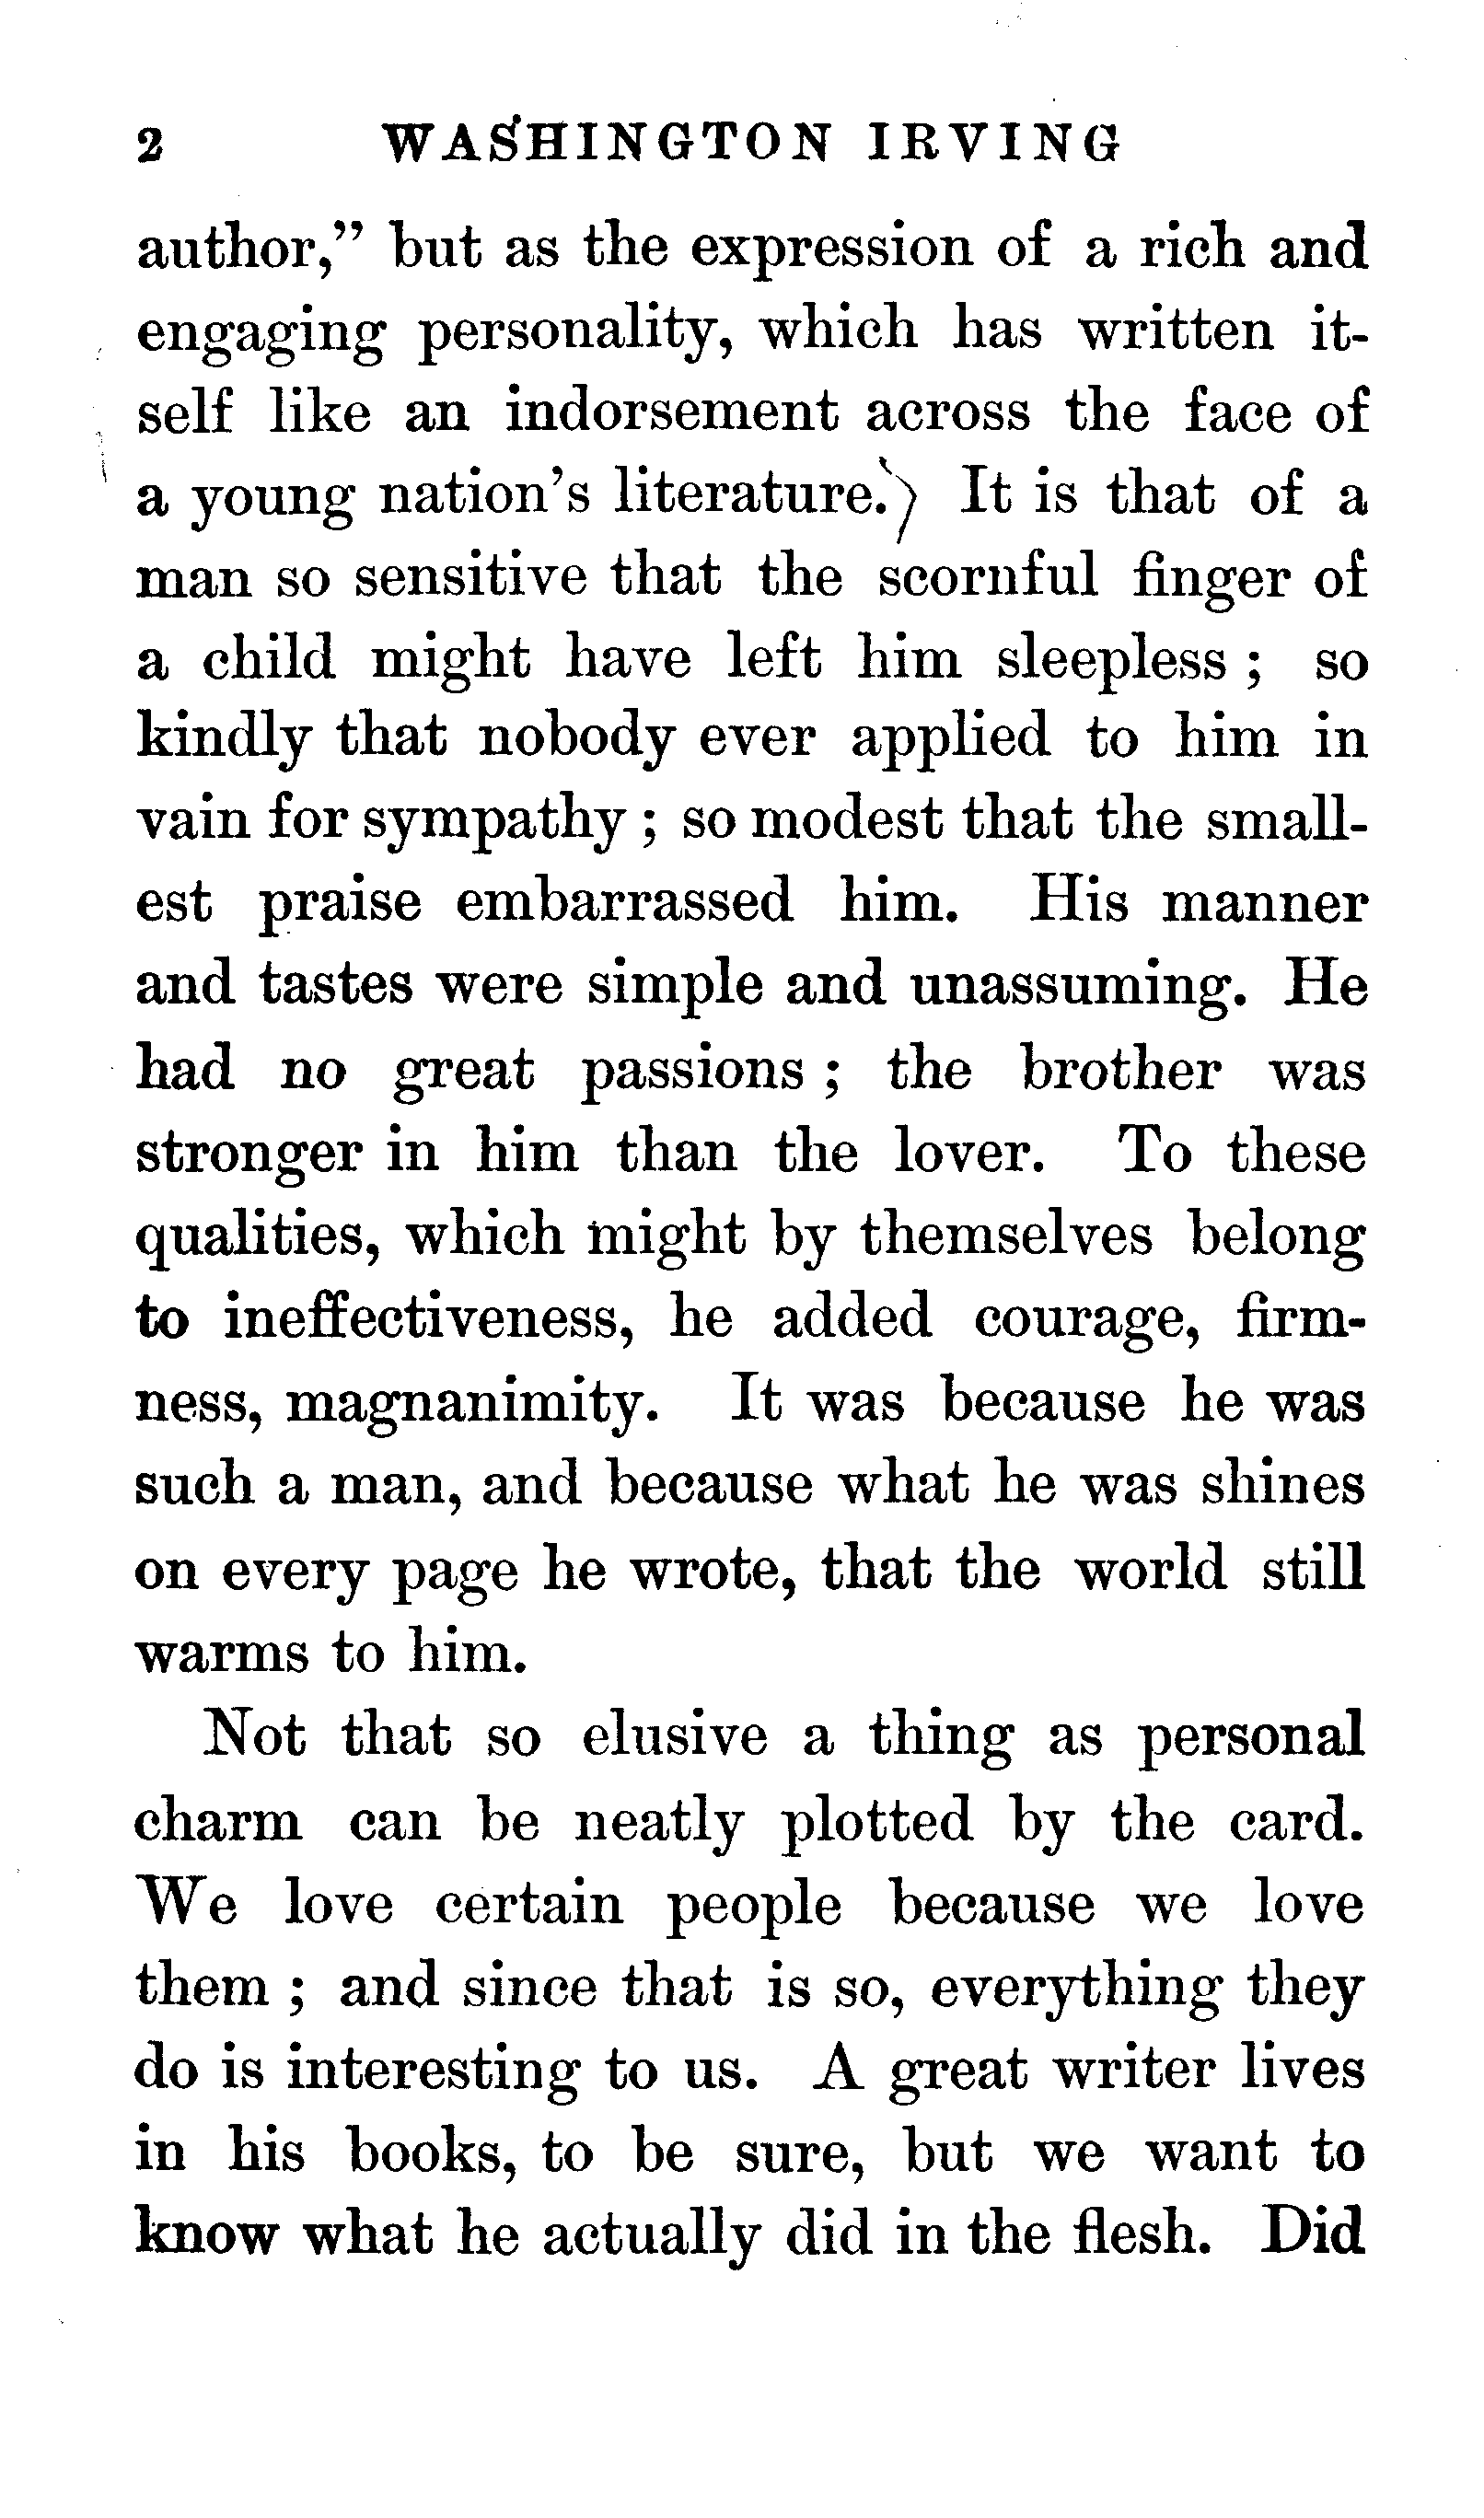 2 WASHINGTON IRVING
author,” but as the expression of a rich and
engaging personality, which has written it-
self like an indorsement across the face of
a young nation’s literature.) It is that of a
man so sensitive that the scornful finger of
a child might have left him sleepless ; so
kindly that nobody ever applied to him in
vain for sympathy ; so modest that the small-
est praise embarrassed him. His manner
and tastes were simple and unassuming. He
had no great passions ; the brother was
stronger in him than the lover. To these
qualities, which might by themselves belong
to ineffectiveness, he added courage, firm-
ness, magnanimity. It was because he was
such a man, and because what he was shines
on every page he wrote, that the world still
warms to him.
Not that so elusive a thing as personal
charm can be neatly plotted by the card.
We love certain people because we love
them ; and since that is so, everything they
do is interesting to us. A great writer lives
in his books, to be sure, but we want to
know what he actually did in the flesh. Did